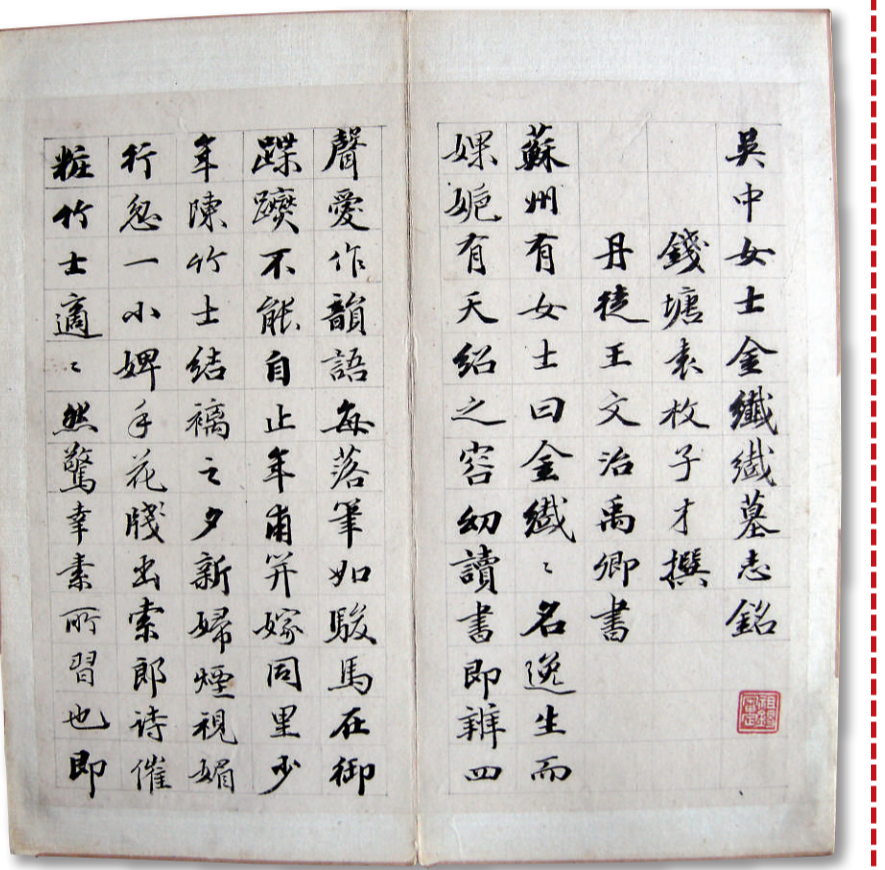 吳中女士金纖纖墓志銘
錢塘袁枚子才撰
丹徒王文治禹卿書
蘇州有女士曰金纖〻名逸生而
婐姽有天紹之容幼讀書即辨四
聲愛作韻語每落筆如駿馬在御
蹀不能自止年甫笄嫁同里少
年陳竹士結褵之夕新婦煙視媚
行忽一小婢手花牋出索郎詩催
粧竹士適〻然驚幸素所習也即